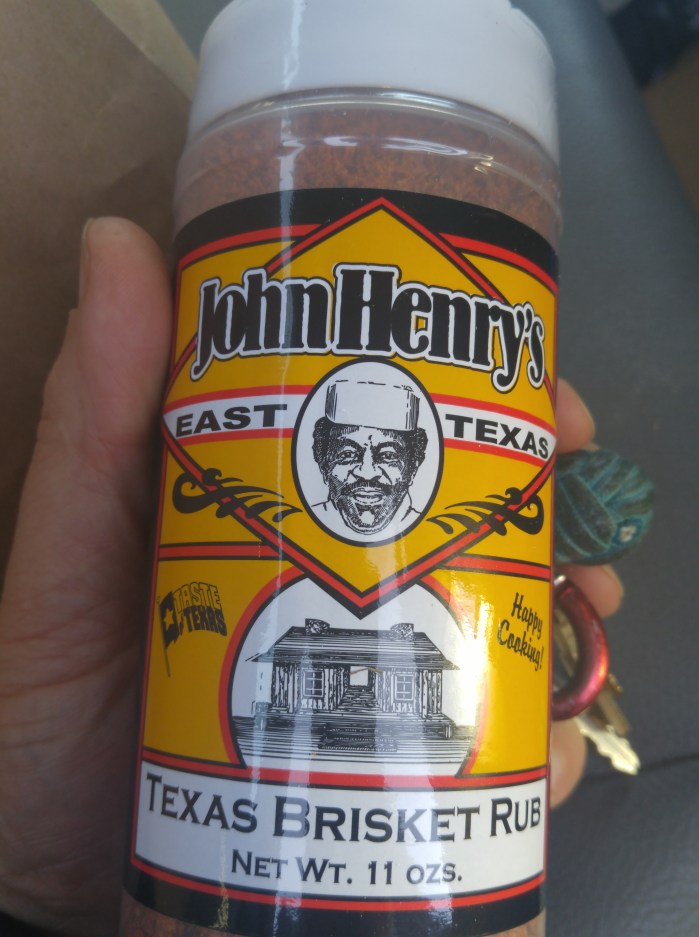 John Henry's
EAST TEXAS
TASTE
TEXAS
Happy
Cooking!
TEXAS BRISKET RUB
NET WT. 11 OZS.